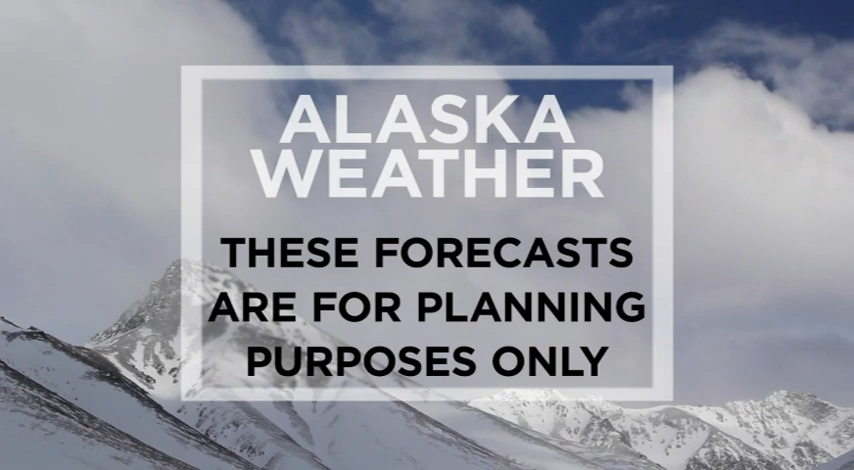 ALASKA
WEATHER
THESE FORECASTS
ARE FOR PLANNING
PURPOSES ONLY